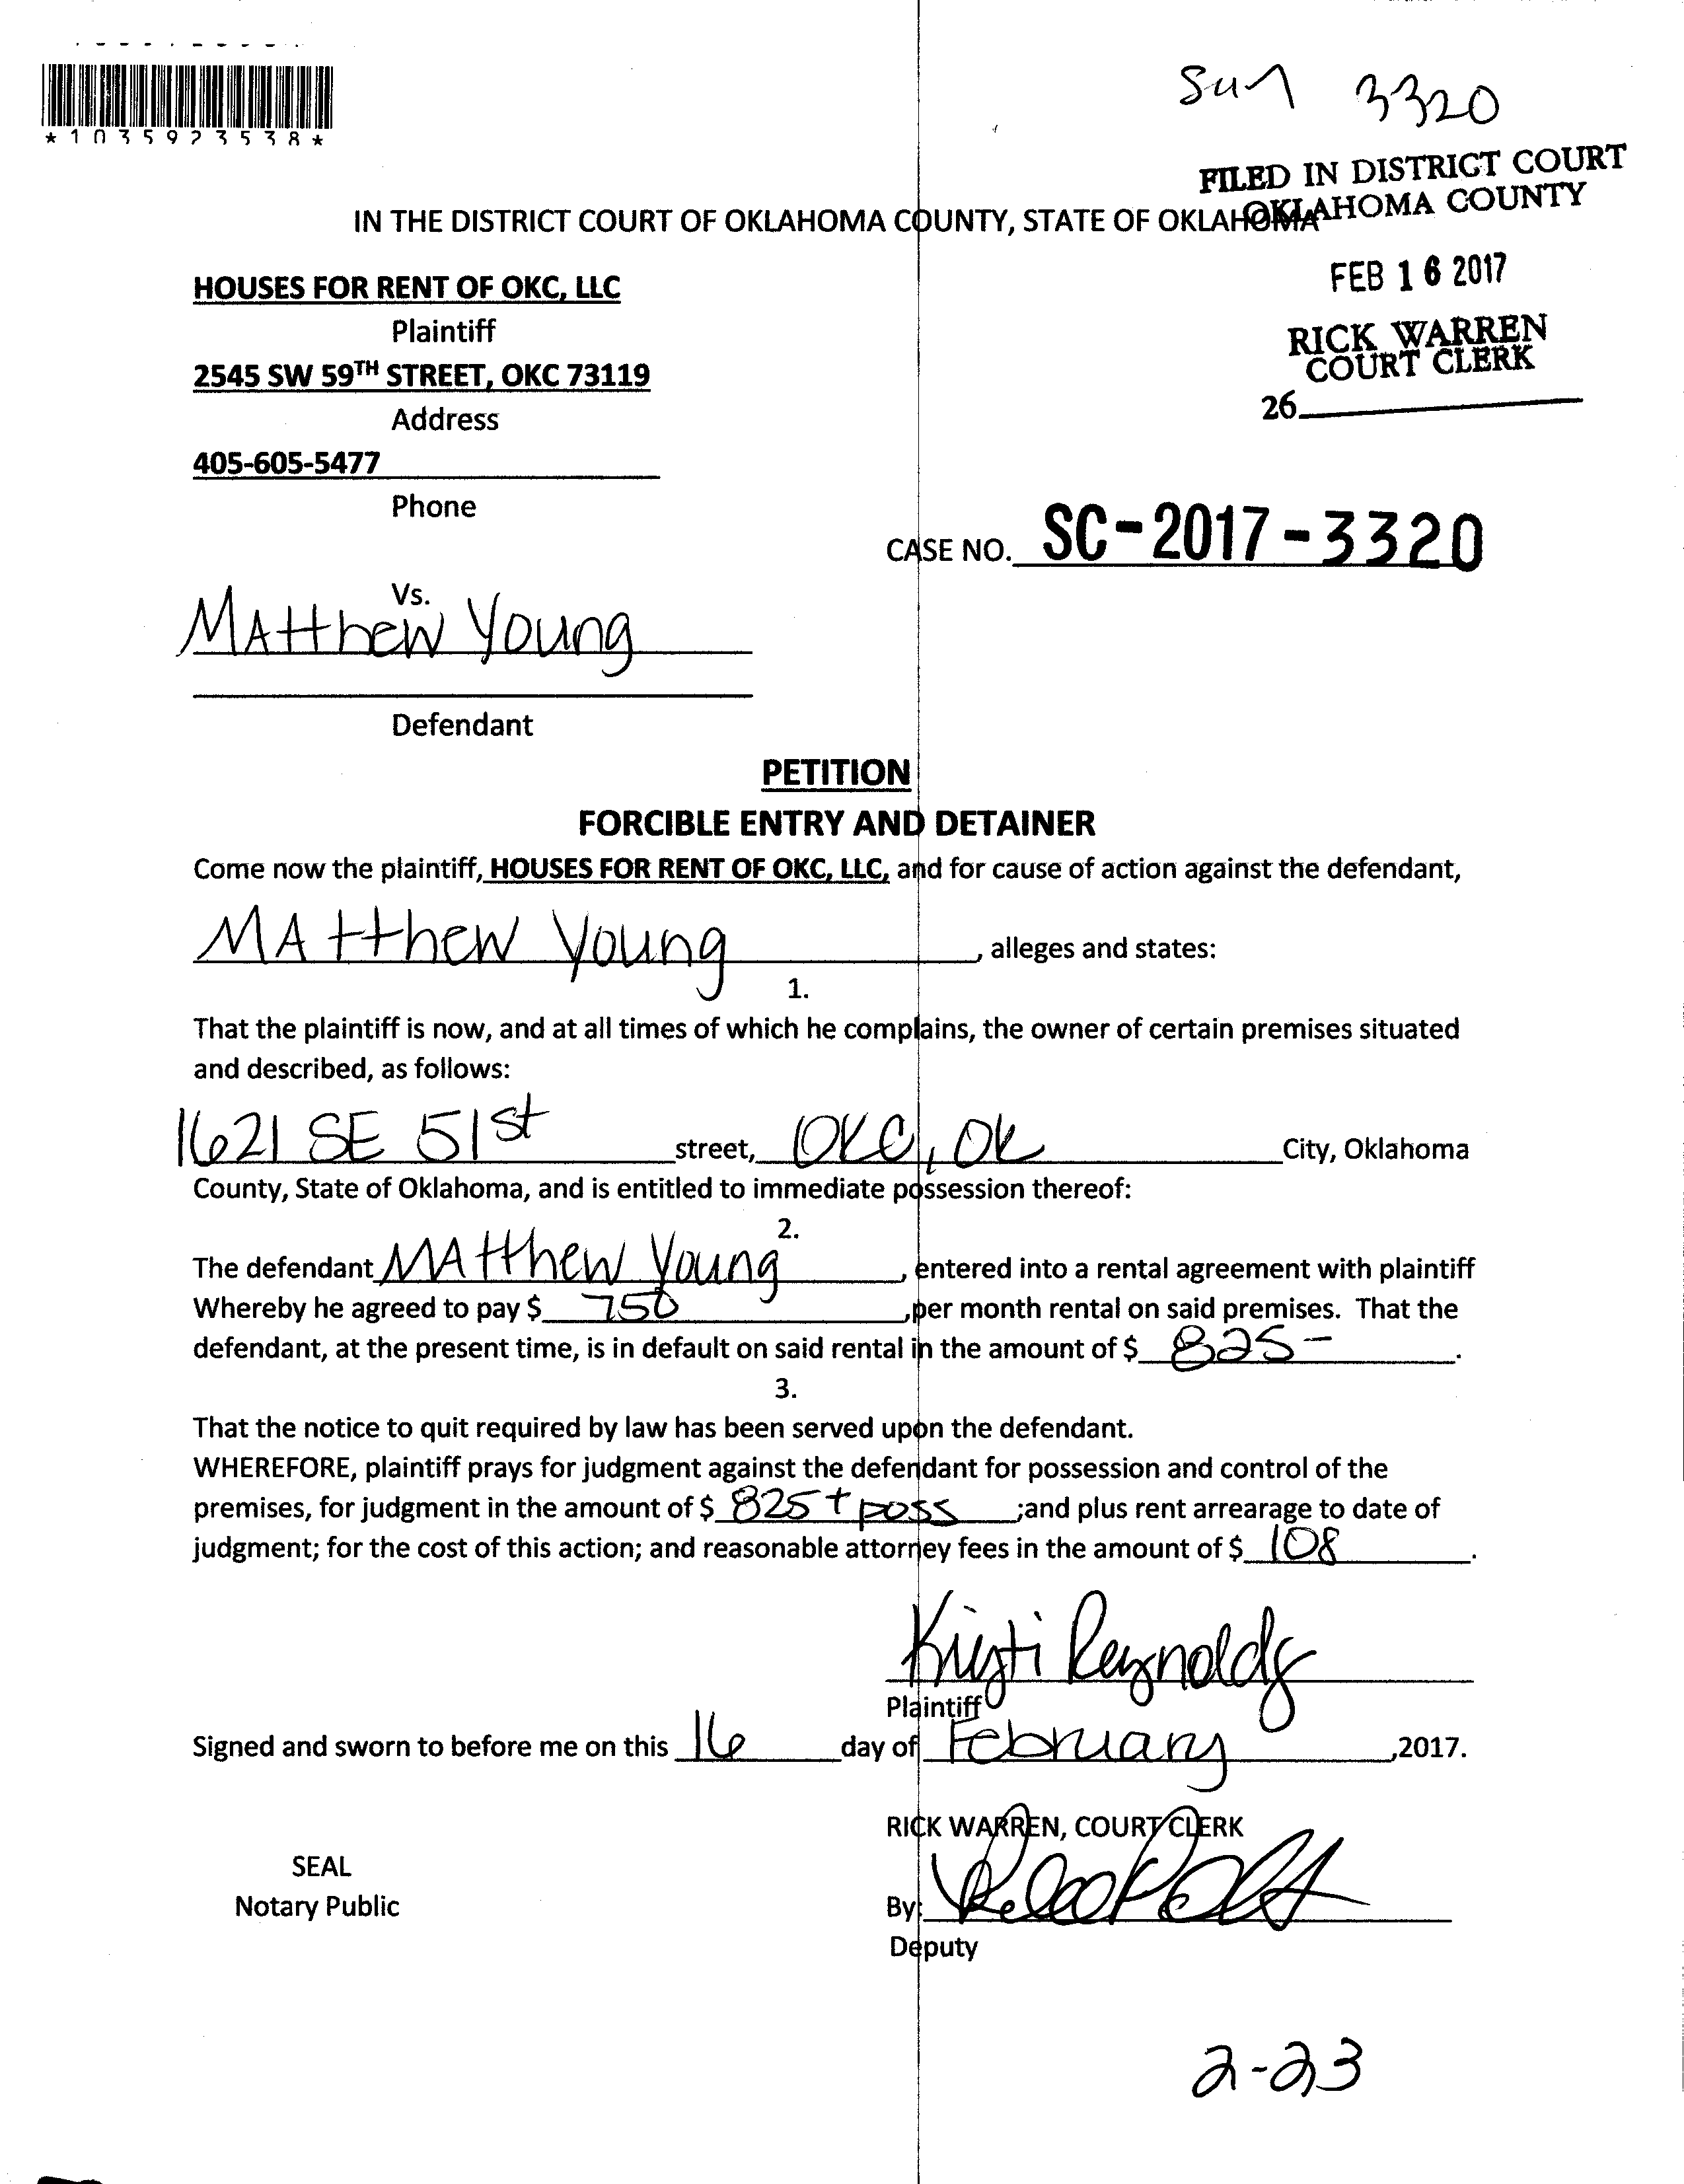 *1035923538*
3320
FILED IN DISTRICT COURT
OKLAHOMA COUNTY
IN THE DISTRICT COURT OF OKLAHOMA COUNTY, STATE OF OKLAHOMA
FEB 16 2017
HOUSES FOR RENT OF OKC, LLC
Plaintiff
RICK WARREN
COURT CLERK
2545 SW 59TH STREET, OKC 73119
26
Address
405-605-5477
Phone
CASE NO. SC-2017-3320
Vs.
Matthew Young
Defendant
PETITION
FORCIBLE ENTRY AND DETAINER
Come now the plaintiff, HOUSES FOR RENT OF OKC, LLC, and for cause of action against the defendant,
Matthew Young, alleges and states:
1.
That the plaintiff is now, and at all times of which he complains, the owner of certain premises situated
and described, as follows:
1621 SE 51st street, OKC, OK City, Oklahoma
County, State of Oklahoma, and is entitled to immediate possession thereof:
2.
The defendant Matthew Young, entered into a rental agreement with plaintiff
Whereby he agreed to pay $ 750 ,per month rental on said premises. That the
defendant, at the present time, is in default on said rental in the amount of $ 825- .
3.
That the notice to quit required by law has been served upon the defendant.
WHEREFORE, plaintiff prays for judgment against the defendant for possession and control of the
premises, for judgment in the amount of $ 825 + poss ;and plus rent arrearage to date of
judgment; for the cost of this action; and reasonable attorney fees in the amount of $ 108 .
Kristi Reynolds
Plaintiff
Signed and sworn to before me on this 16 day of February ,2017.
RICK WARREN, COURT CLERK
SEAL
Notary Public
By:
Deputy
2-23